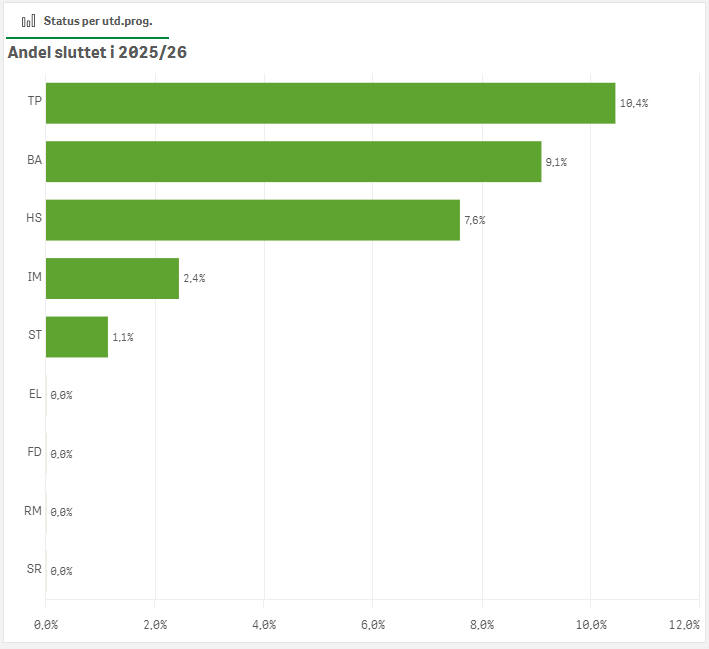 Status per utd.prog.
Andel sluttet i 2025/26
TP 10,4%
BA 9,1%
HS 7,6%
IM 2,4%
ST 1,1%
EL 0,0%
FD 0,0%
RM 0,0%
SR 0,0%
0,0% 2,0% 4,0% 6,0% 8,0% 10,0% 12,0%